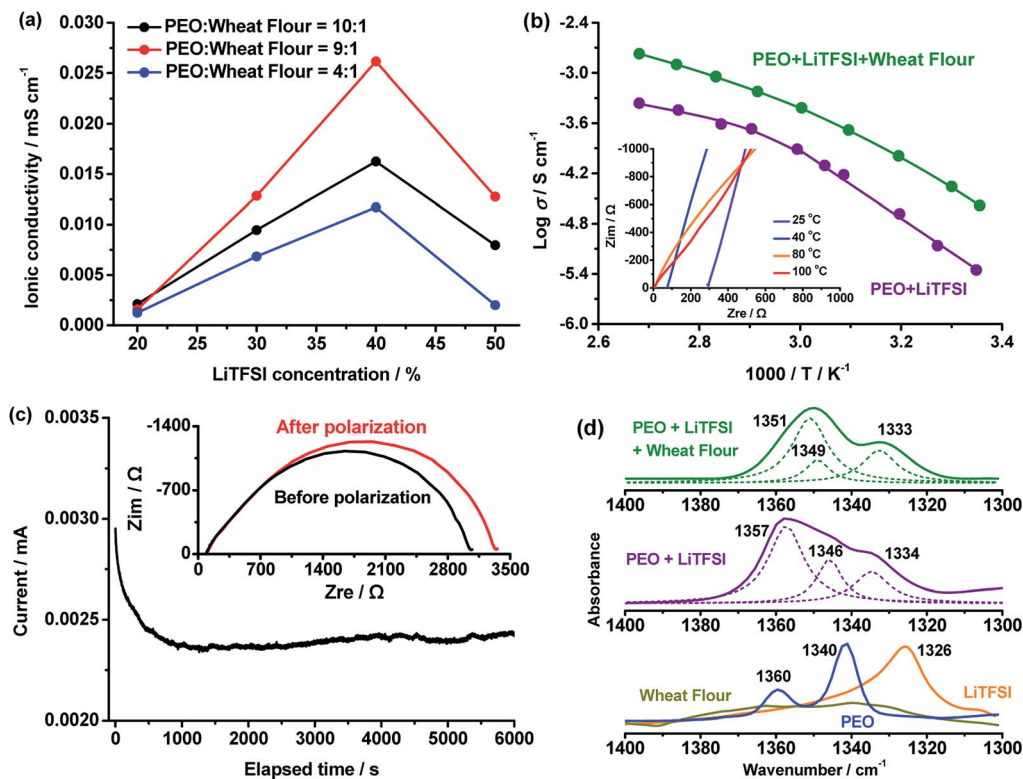 (a)
PEO:Wheat Flour = 10:1
PEO:Wheat Flour = 9:1
PEO:Wheat Flour = 4:1
Ionic conductivity / mS cm⁻¹
0.030
0.025
0.020
0.015
0.010
0.005
0.000
20 25 30 35 40 45 50
LiTFSI concentration / %
(b)
PEO+LiTFSI+Wheat Flour
PEO+LiTFSI
Log σ / S cm⁻¹
-2.4
-3.0
-3.6
-4.2
-4.8
-5.4
-6.0
2.6 2.8 3.0 3.2 3.4
1000 / T / K⁻¹
Zim / Ω
-1000
-800
-600
-400
-200
0
0 200 400 600 800 1000
Zre / Ω
25 °C
40 °C
80 °C
100 °C
(c)
Current / mA
0.0035
0.0030
0.0025
0.0020
0 1000 2000 3000 4000 5000 6000
Elapsed time / s
After polarization
Before polarization
Zim / Ω
-1400
-700
0
0 700 1400 2100 2800 3500
Zre / Ω
(d)
Absorbance
PEO + LiTFSI
+ Wheat Flour
1351
1349
1333
1400 1380 1360 1340 1320 1300
PEO + LiTFSI
1357
1346
1334
1400 1380 1360 1340 1320 1300
1360
1340
1326
Wheat Flour
PEO
LiTFSI
1400 1380 1360 1340 1320 1300
Wavenumber / cm⁻¹